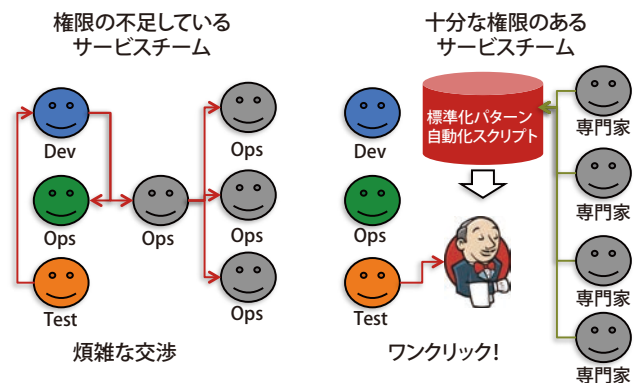 権限の不足している
サービスチーム
Dev
Ops
Test
Ops
Ops
Ops
Ops
煩雑な交渉
十分な権限のある
サービスチーム
Dev
Ops
Test
標準化パターン
自動化スクリプト
専門家
専門家
専門家
専門家
ワンクリック！